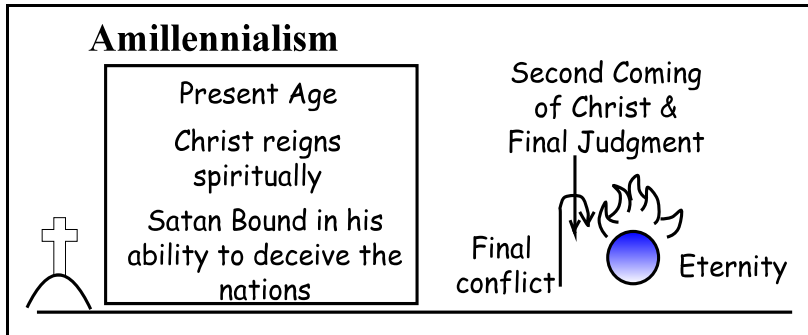 Amillennialism
Present Age
Christ reigns
spiritually
Satan Bound in his
ability to deceive the
nations
Second Coming
of Christ &
Final Judgment
Final
conflict
Eternity